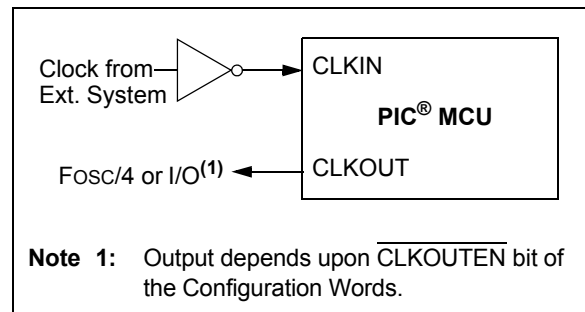 Clock from
Ext. System
CLKIN
PIC® MCU
FOSC/4 or I/O(1)
CLKOUT
Note 1: Output depends upon CLKOUTEN bit of
the Configuration Words.